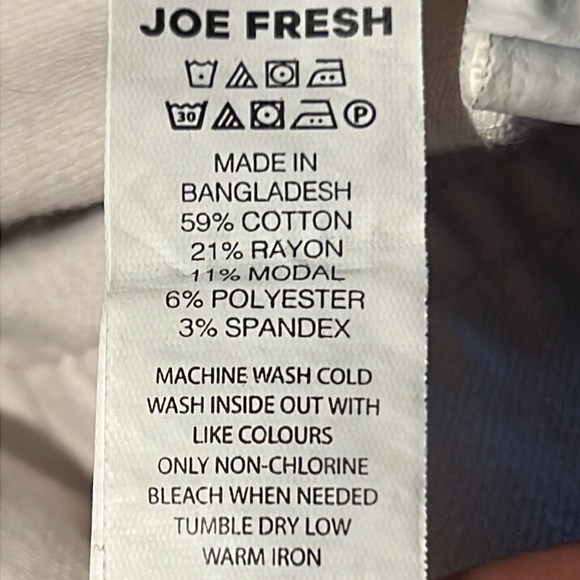 JOE FRESH
30 P
MADE IN
BANGLADESH
59% COTTON
21% RAYON
11% MODAL
6% POLYESTER
3% SPANDEX
MACHINE WASH COLD
WASH INSIDE OUT WITH
LIKE COLOURS
ONLY NON-CHLORINE
BLEACH WHEN NEEDED
TUMBLE DRY LOW
WARM IRON